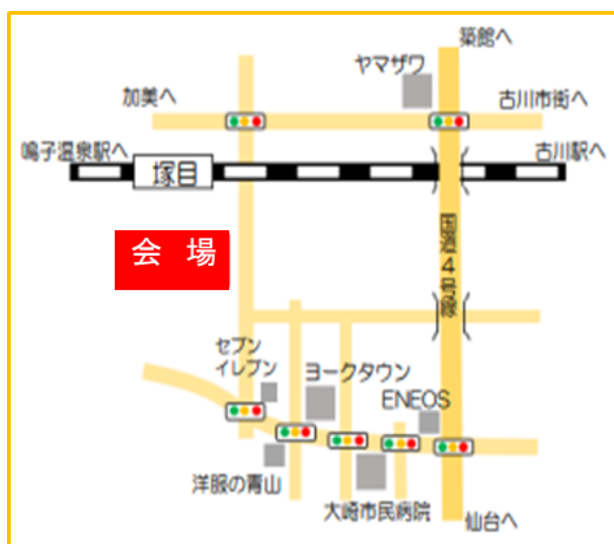 築館へ
ヤマザワ
加美へ
古川市街へ
鳴子温泉駅へ
塚目
古川駅へ
会 場
国道4号線
セブン
イレブン
ヨークタウン
ENEOS
洋服の青山
大崎市民病院
仙台へ